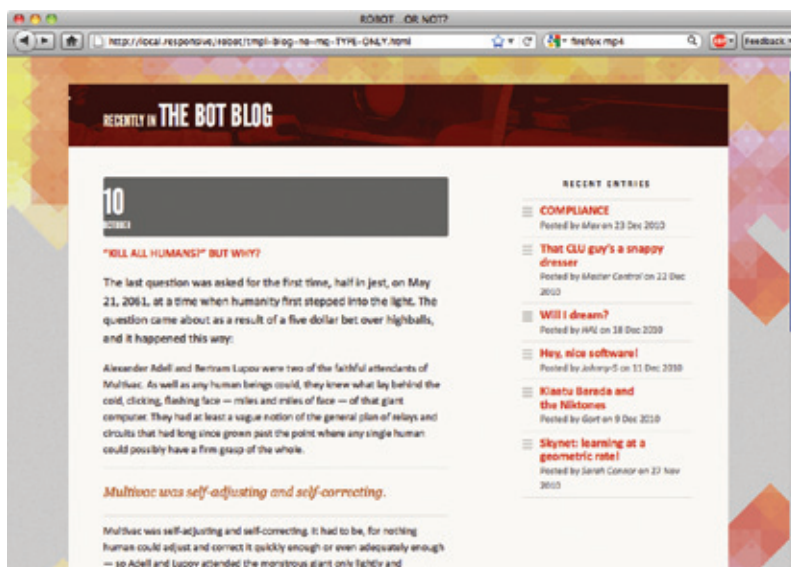 ROBOT...OR NOT?
http://local.responsive/robot/tmpl-blog-no-mq-TYPE-ONLY.html
firefox mp4
Feedback
RECENTLY IN THE BOT BLOG
10
"KILL ALL HUMANS?" BUT WHY?
The last question was asked for the first time, half in jest, on May
21, 2061, at a time when humanity first stepped into the light. The
question came about as a result of a five dollar bet over highballs,
and it happened this way:
Alexander Adell and Bertram Lupov were two of the faithful attendants of
Multivac. As well as any human beings could, they knew what lay behind the
cold, clicking, flashing face — miles and miles of face — of that giant
computer. They had at least a vague notion of the general plan of relays and
circuits that had long since grown past the point where any single human
could possibly have a firm grasp of the whole.
Multivac was self-adjusting and self-correcting.
Multivac was self-adjusting and self-correcting. It had to be, for nothing
human could adjust and correct it quickly enough or even adequately enough
— so Adell and Lupov attended the monstrous giant only lightly and
RECENT ENTRIES
COMPLIANCE
Posted by Max on 23 Dec 2010
That CLU guy's a snappy
dresser
Posted by Master Control on 22 Dec
2010
Will I dream?
Posted by HAL on 18 Dec 2010
Hey, nice software!
Posted by Johnny-5 on 11 Dec 2010
Klaatu Barada and
the Niktones
Posted by Gort on 9 Dec 2010
Skynet: learning at a
geometric rate!
Posted by Sarah Connor on 27 Nov
2010